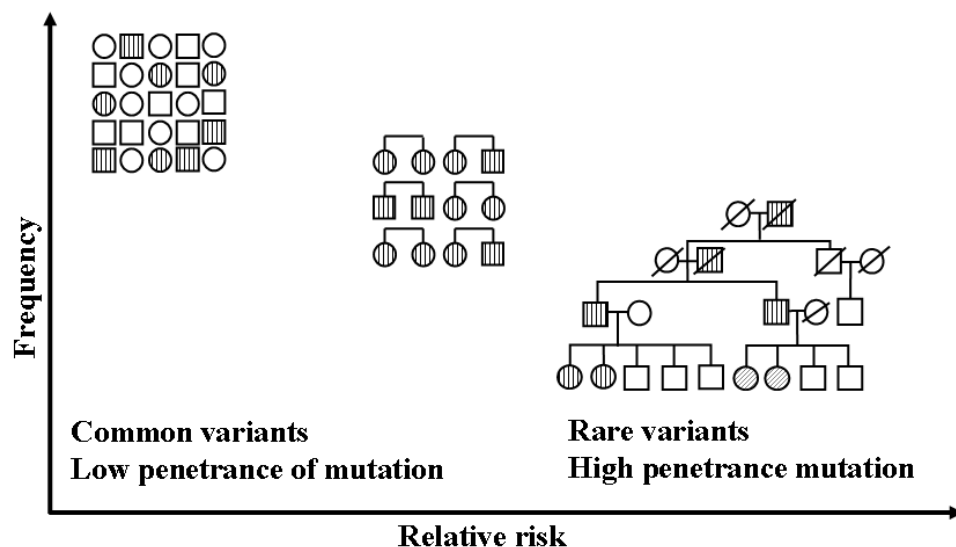 Frequency
Common variants
Low penetrance of mutation
Rare variants
High penetrance mutation
Relative risk